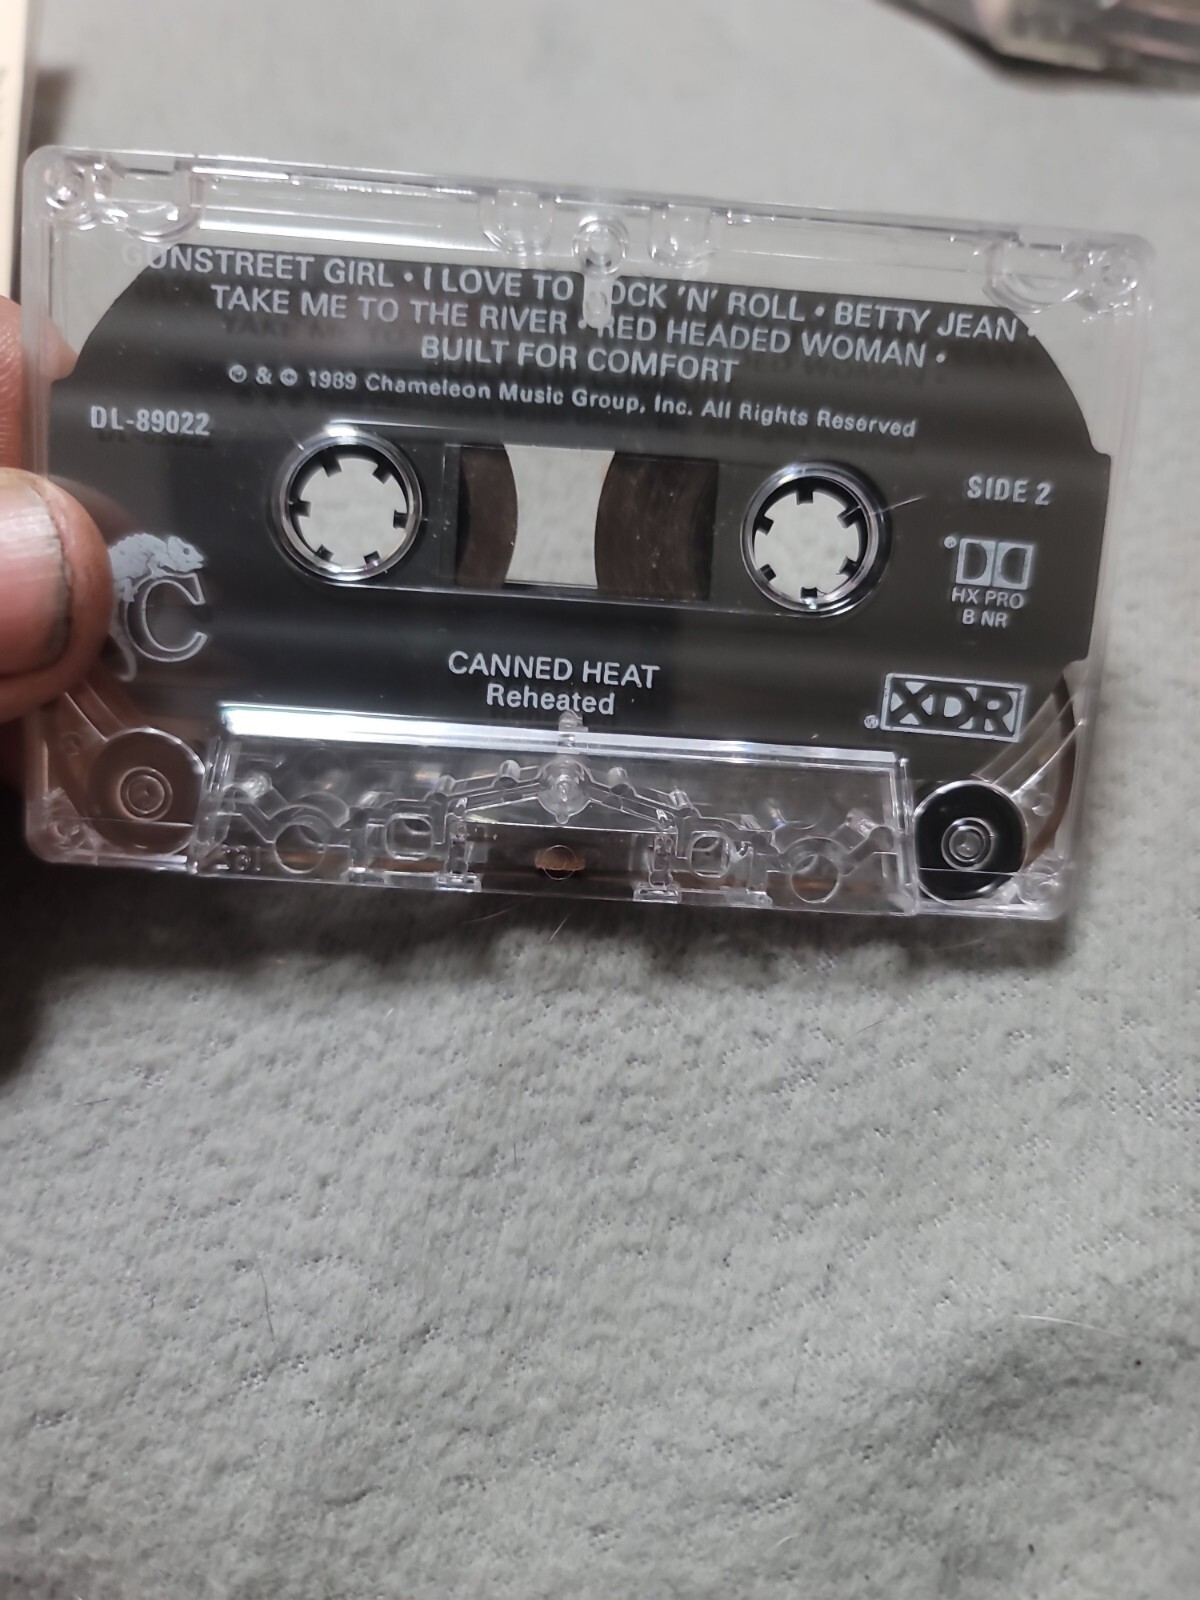 GUNSTREET GIRL • I LOVE TO ROCK 'N' ROLL • BETTY JEAN •
TAKE ME TO THE RIVER • RED HEADED WOMAN •
BUILT FOR COMFORT
℗ & © 1989 Chameleon Music Group, Inc. All Rights Reserved
DL-89022
SIDE 2
HX PRO
B NR
C
CANNED HEAT
Reheated
XDR®